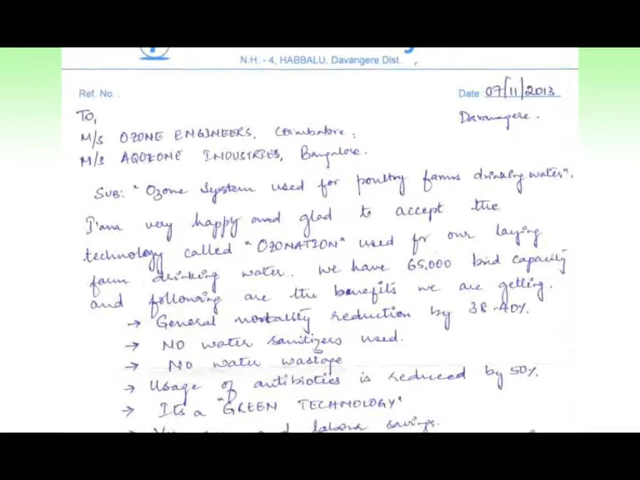 N.H. - 4, HABBALU, Davangere Dist.
Ref. No.
Date 07/11/2013
To,
Davanagere.
M/s OZONE ENGINEERS, Coimbatore.
M/s AQOZONE INDUSTRIES, Bangalore.
SUB: "Ozone System used for poultry farms drinking water".
I am very happy and glad to accept the
technology called "OZONATION" used for our laying
farm drinking water. We have 65,000 bird capacity
and following are the benefits we are getting.
→ General mortality reduction by 38-40%.
→ NO water sanitizers used.
→ No water wastage
→ Usage of antibiotics is reduced by 50%.
→ Its a "GREEN TECHNOLOGY"
labour savings.